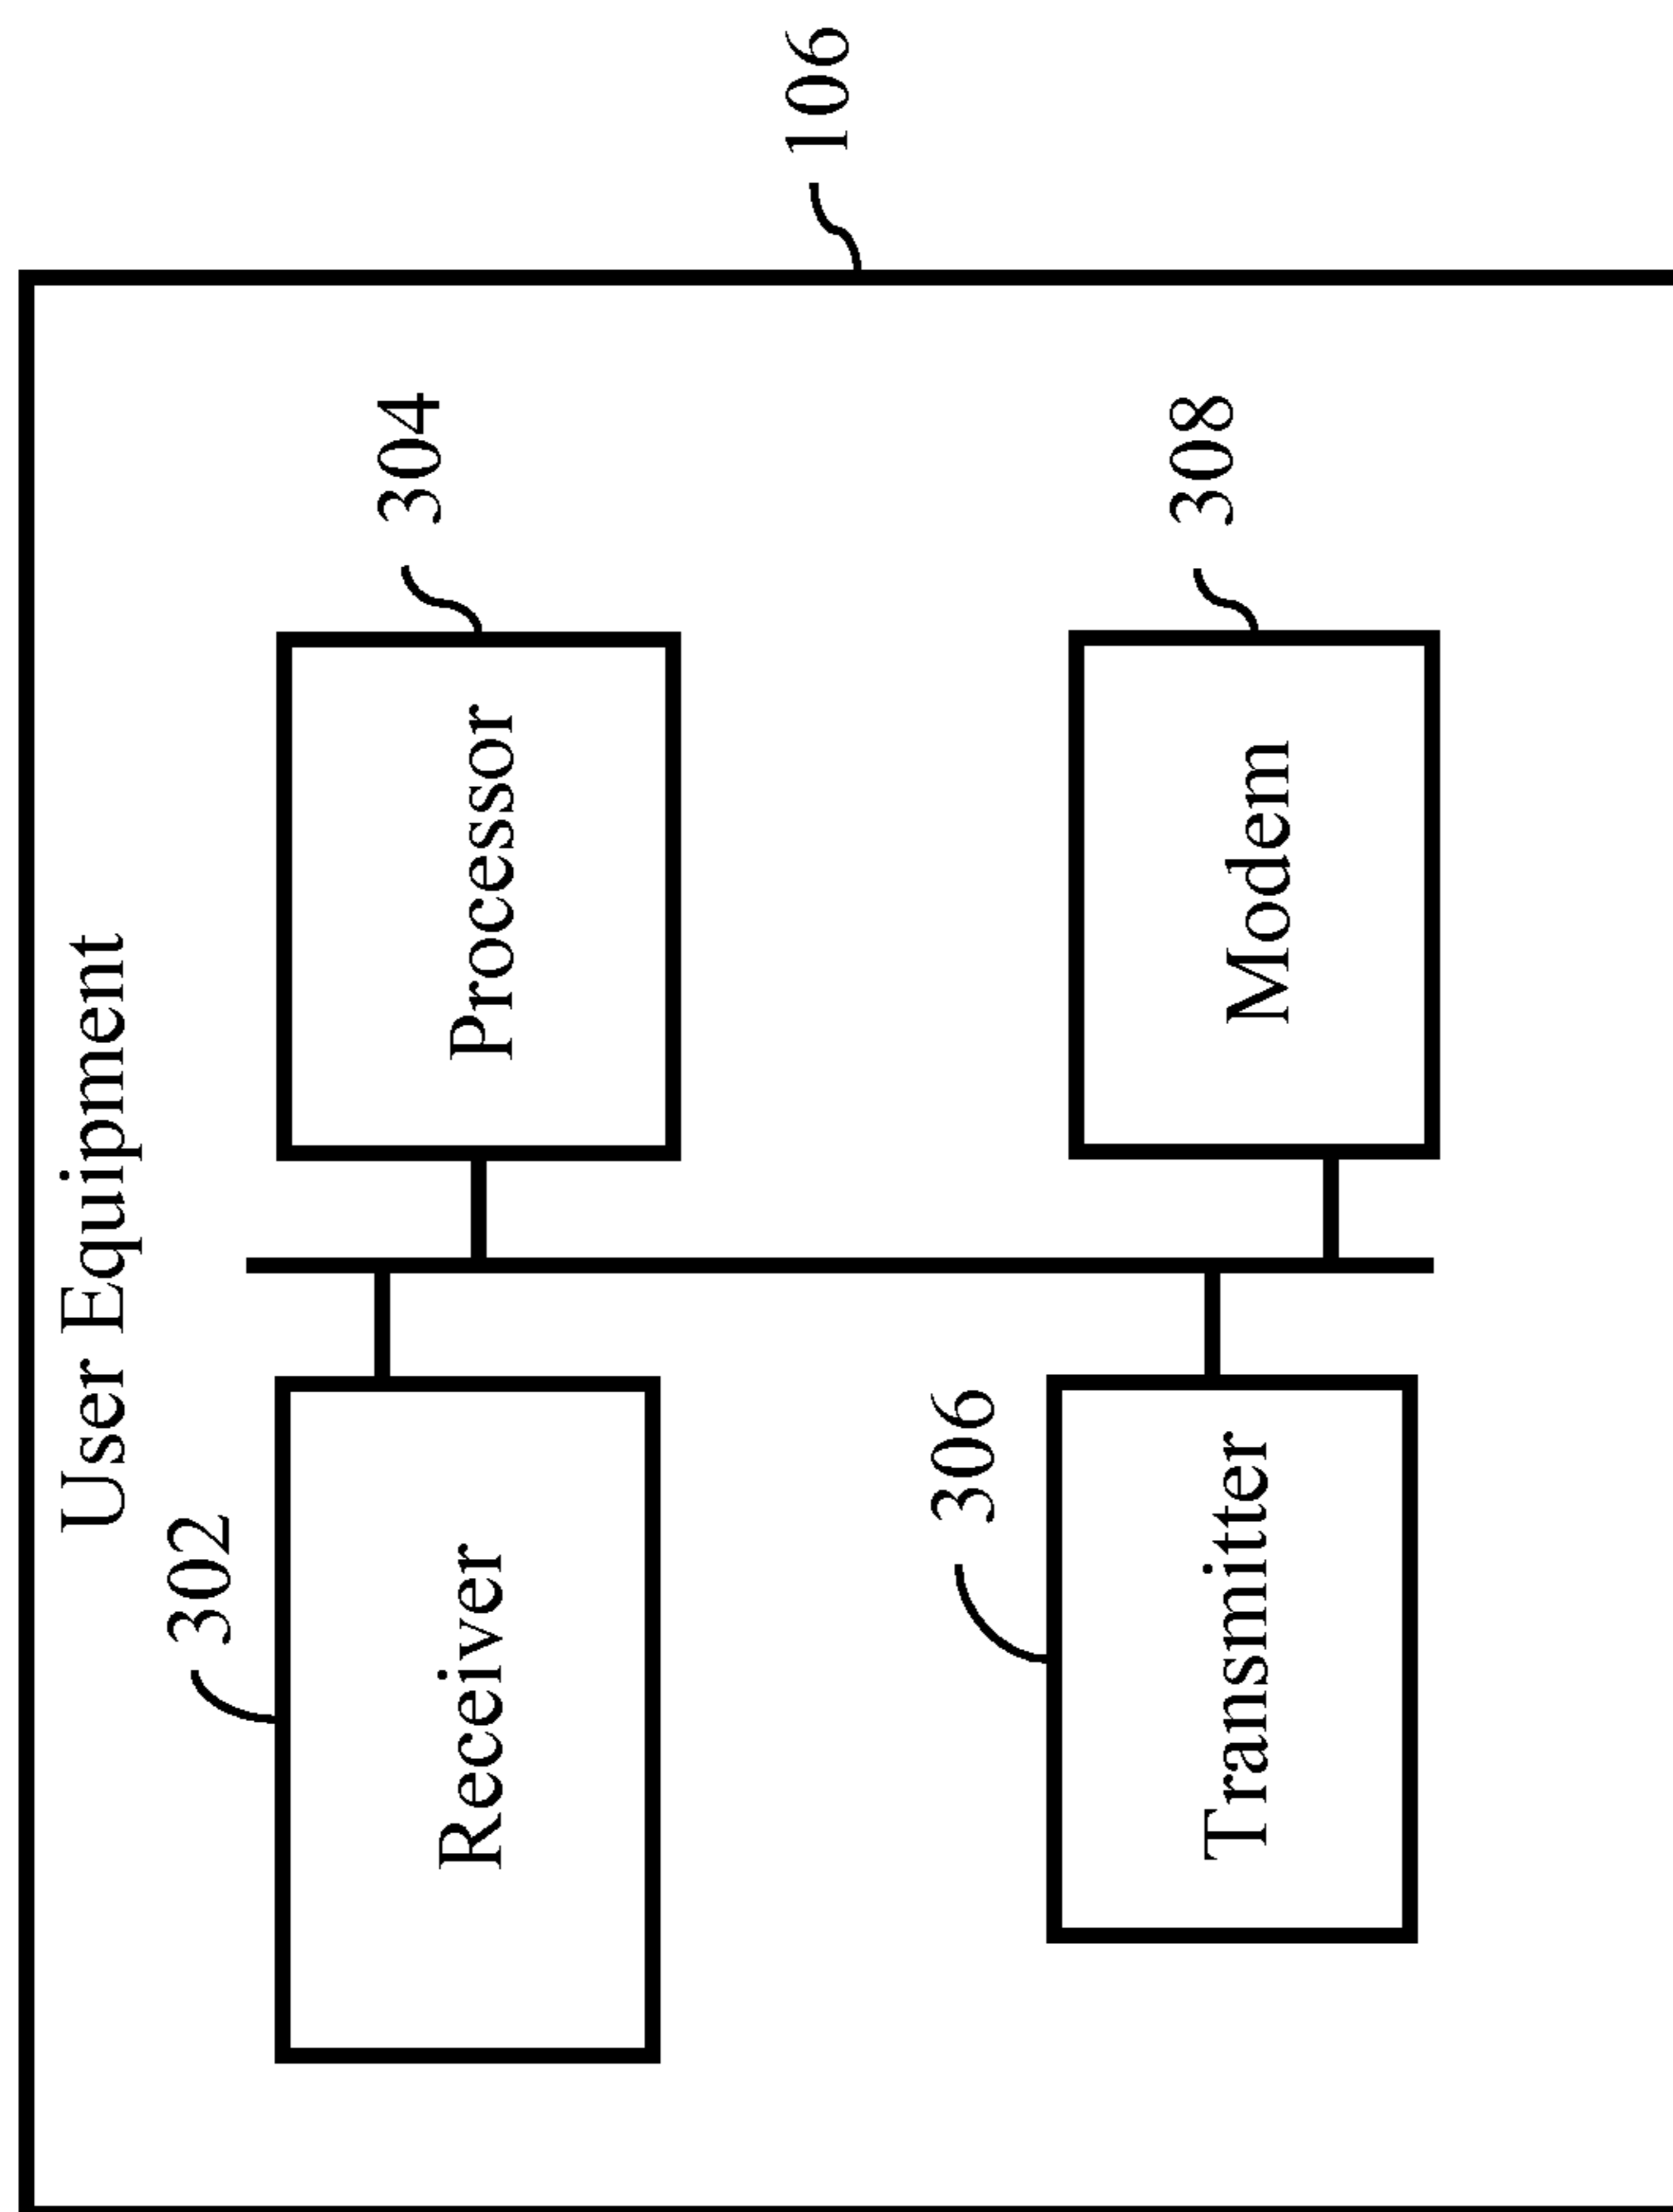 User Equipment
302
Receiver
304
Processor
106
306
Transmitter
308
Modem